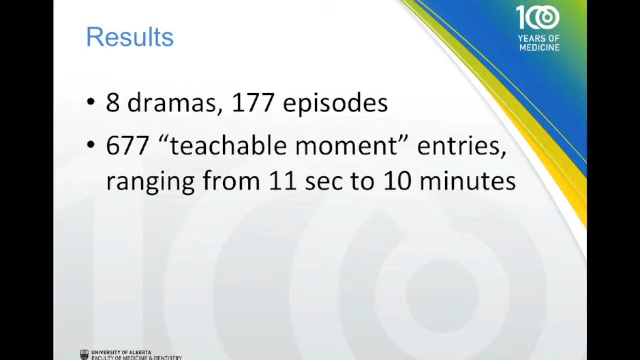 Results
100
YEARS OF
MEDICINE
• 8 dramas, 177 episodes
• 677 “teachable moment” entries,
ranging from 11 sec to 10 minutes
UNIVERSITY OF ALBERTA
FACULTY OF MEDICINE & DENTISTRY